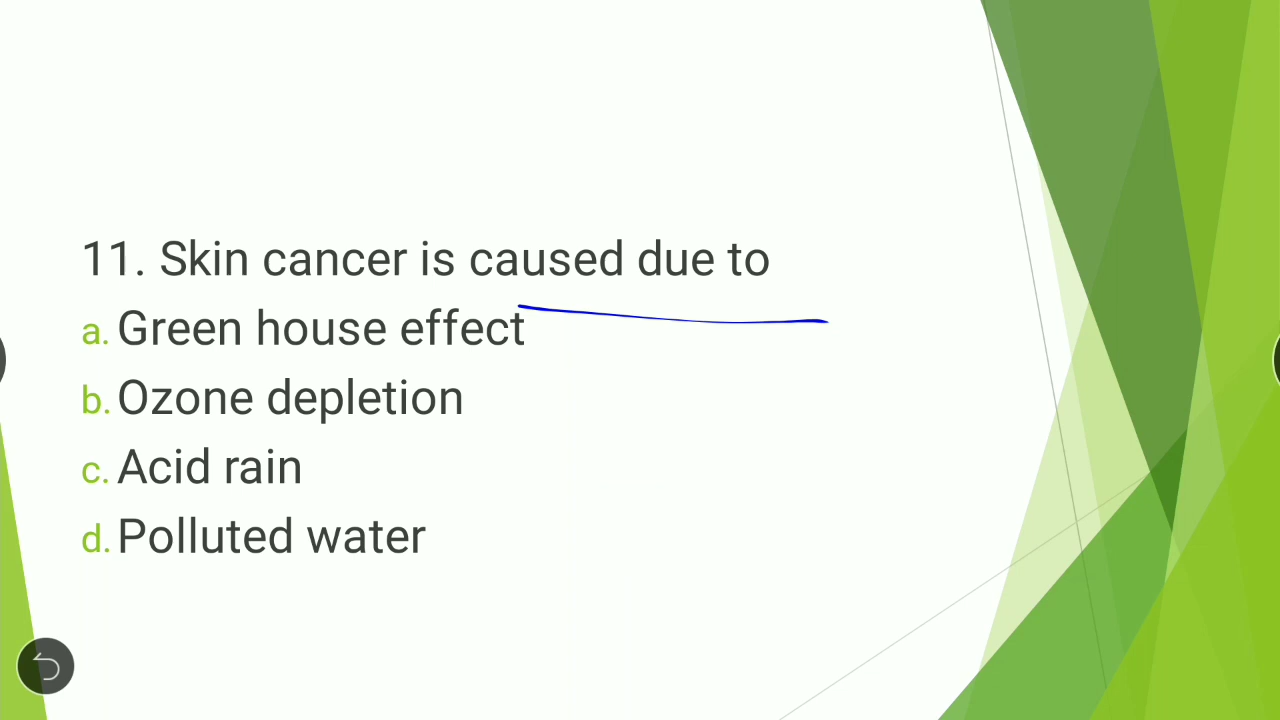 11. Skin cancer is caused due to
a. Green house effect
b. Ozone depletion
c. Acid rain
d. Polluted water